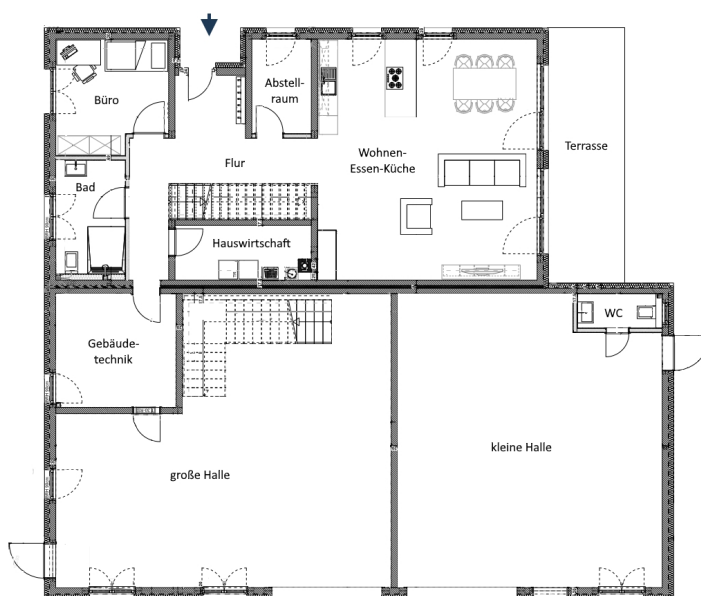 Büro
Abstell-
raum
Wohnen-
Essen-Küche
Terrasse
Flur
Bad
Hauswirtschaft
WC
Gebäude-
technik
große Halle
kleine Halle